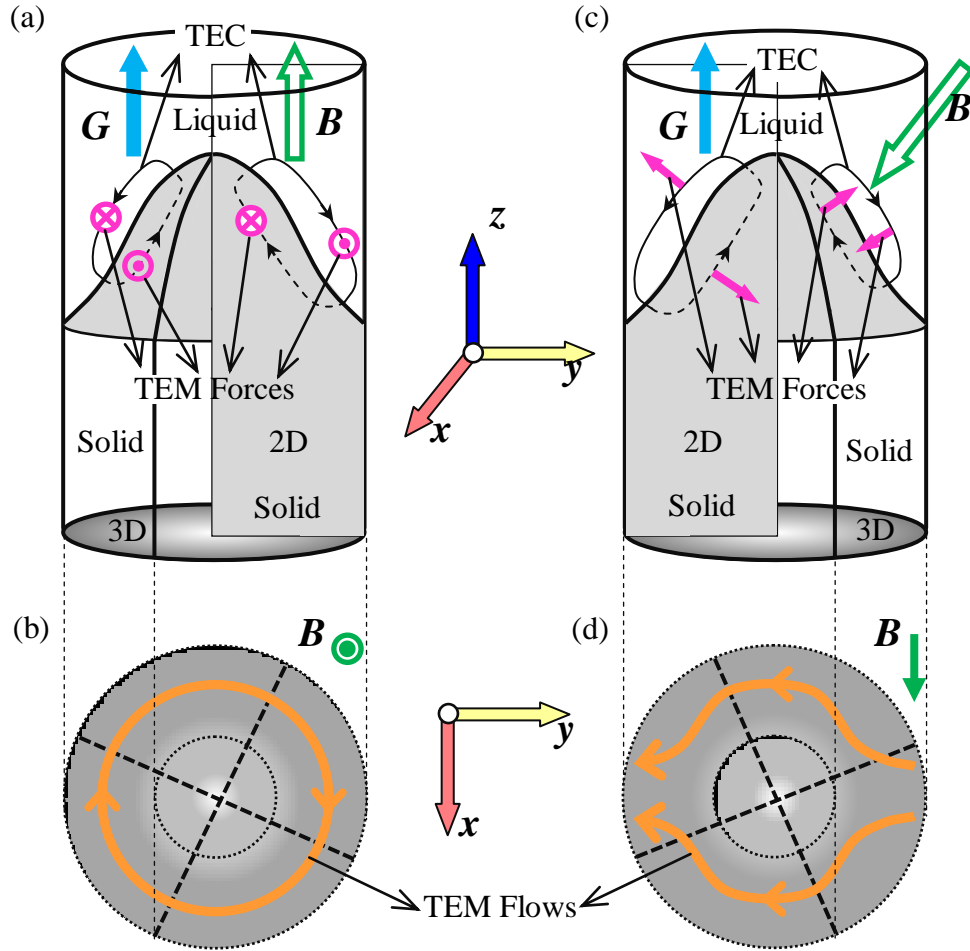 (a)
TEC
G
Liquid
B
TEM Forces
Solid
2D
Solid
3D
(c)
TEC
G
Liquid
B
TEM Forces
2D
Solid
Solid
3D
z
y
x
(b)
B
(d)
B
y
x
TEM Flows